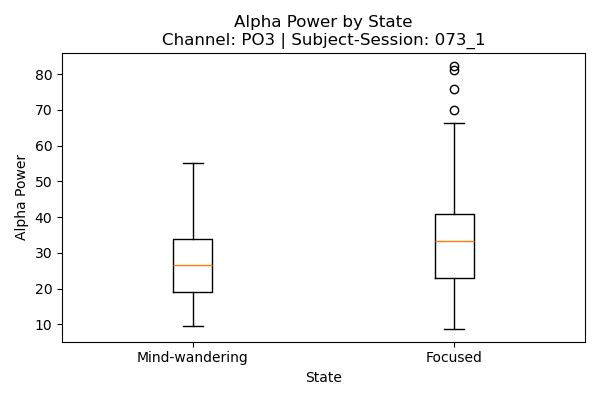 Alpha Power by State
Channel: PO3 | Subject-Session: 073_1
Alpha Power
80
70
60
50
40
30
20
10
Mind-wandering
Focused
State